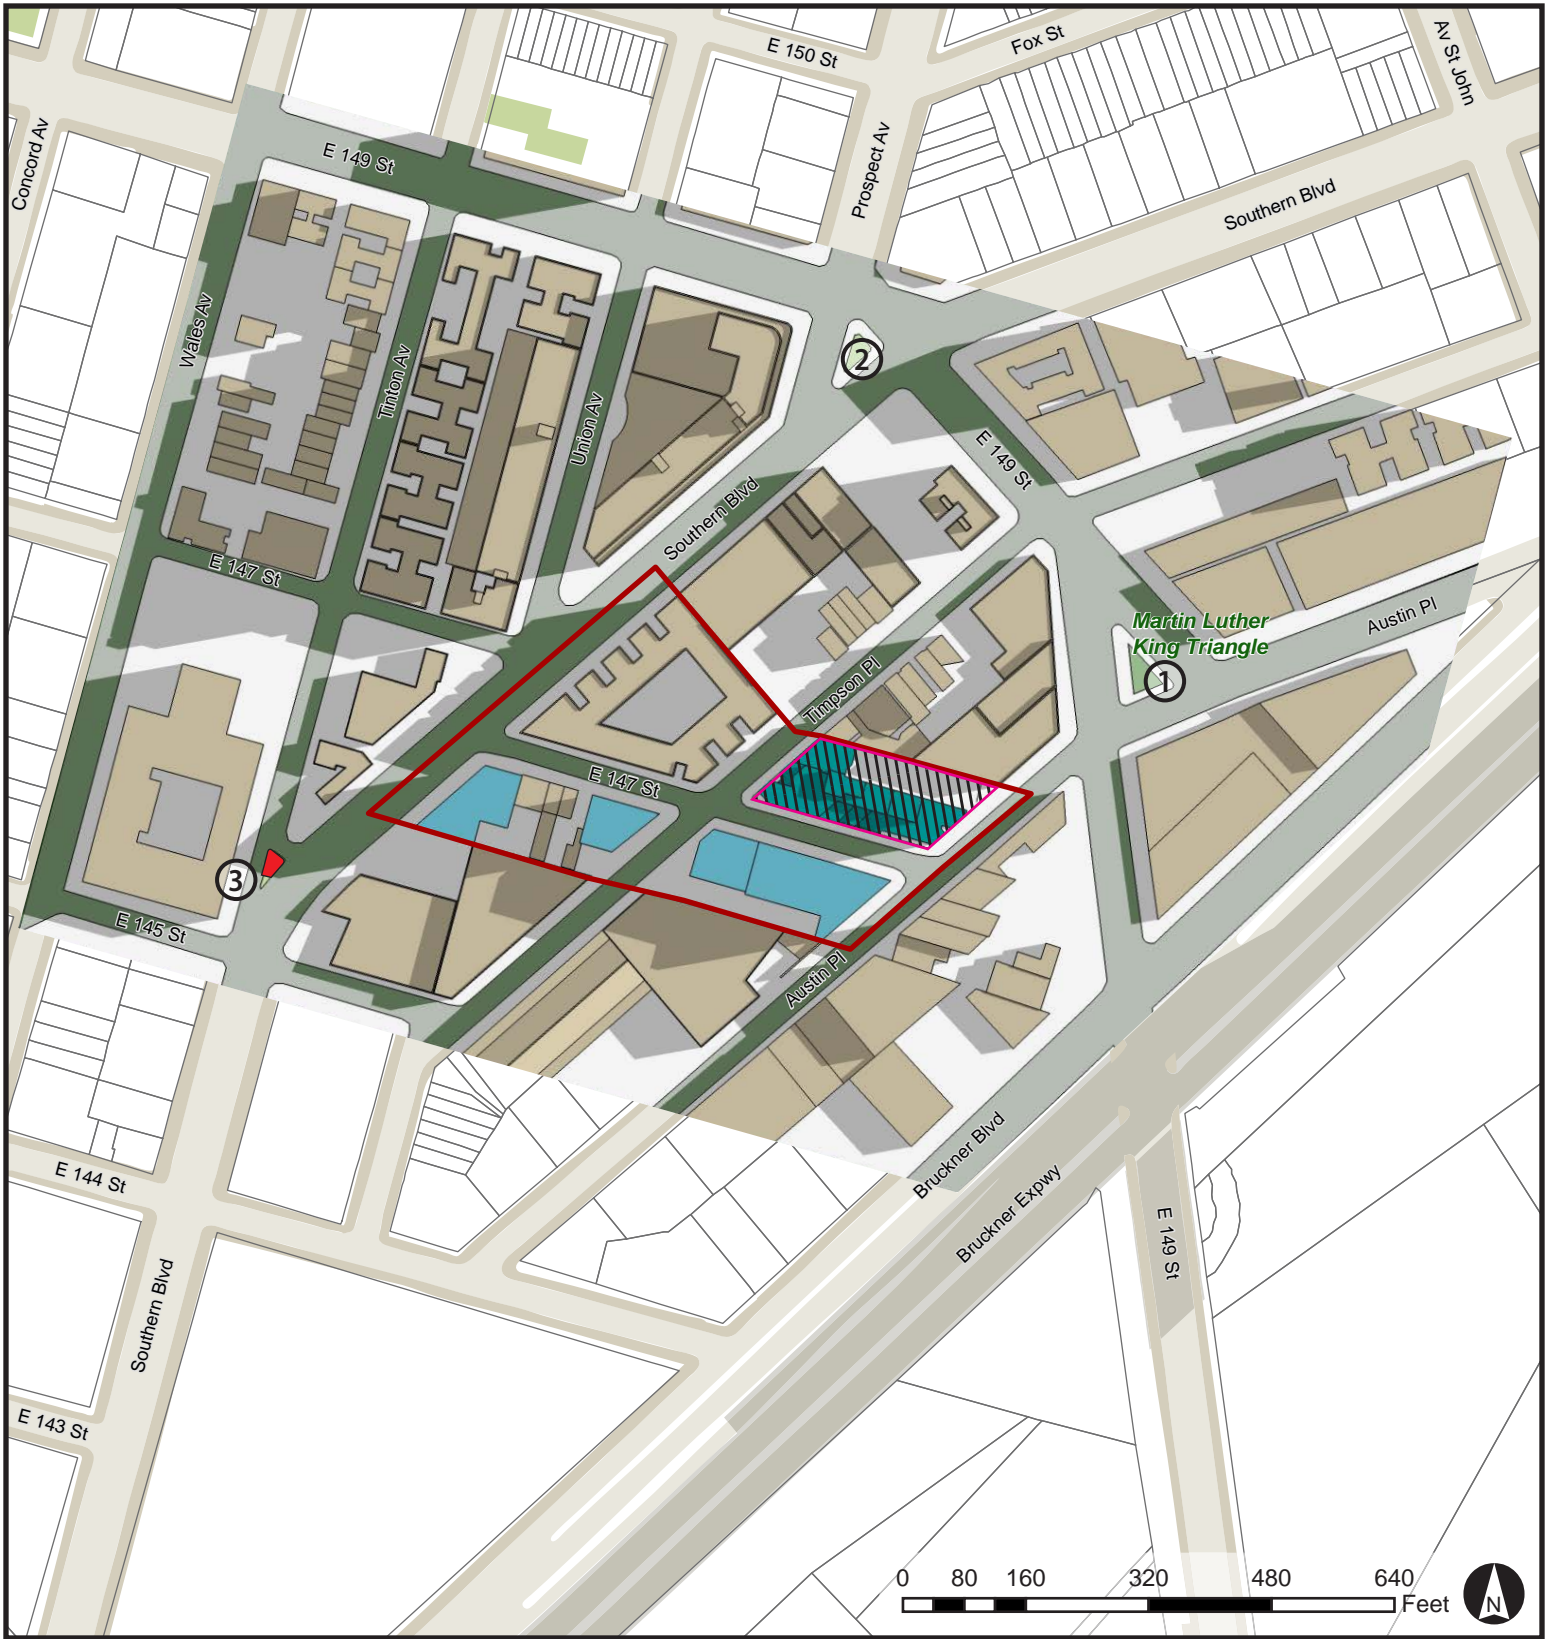 E 150 St
Fox St
Av St John
Concord Av
E 149 St
Prospect Av
Southern Blvd
Wales Av
2
Tinton Av
Union Av
E 149 St
Southern Blvd
E 147 St
Austin Pl
Martin Luther
King Triangle
1
Timpson Pl
E 147 St
3
E 145 St
Austin Pl
Bruckner Blvd
E 144 St
Bruckner Expwy
E 149 St
Southern Blvd
E 143 St
0 80 160 320 480 640
Feet
N